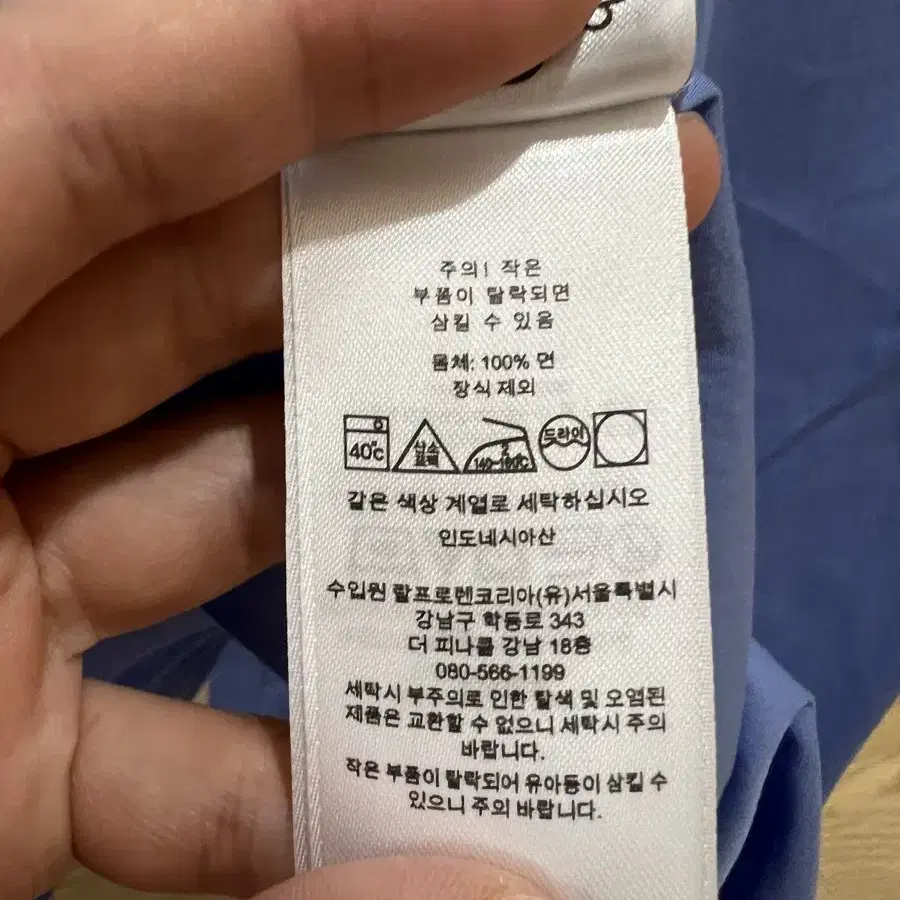 주의! 작은
부품이 탈락되면
삼킬 수 있음
몸체: 100% 면
장식 제외
40℃
산소
표백
2
140~160℃
드라이
같은 색상 계열로 세탁하십시오
인도네시아산
수입원 랄프로렌코리아(유)서울특별시
강남구 학동로 343
더 피나클 강남 18층
080-566-1199
세탁시 부주의로 인한 탈색 및 오염된
제품은 교환할 수 없으니 세탁시 주의
바랍니다.
작은 부품이 탈락되어 유아등이 삼킬 수
있으니 주의 바랍니다.